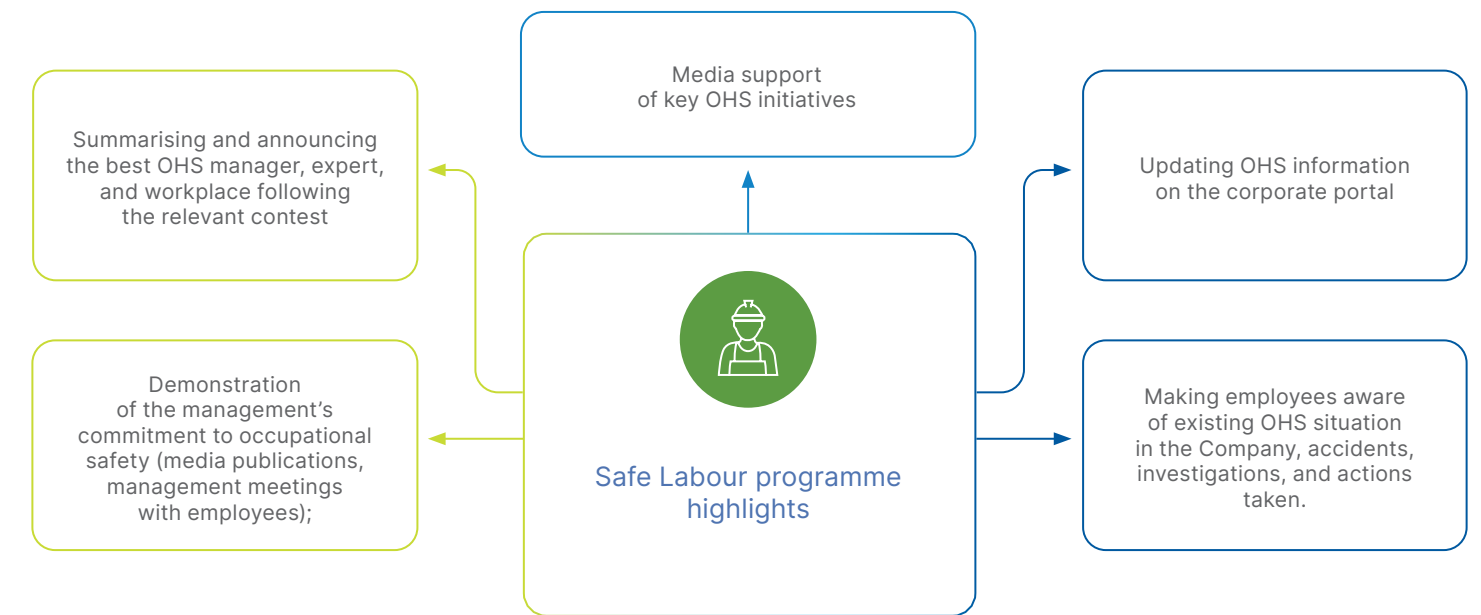 Media support
of key OHS initiatives
Summarising and announcing
the best OHS manager, expert,
and workplace following
the relevant contest
Updating OHS information
on the corporate portal
Demonstration
of the management’s
commitment to occupational
safety (media publications,
management meetings
with employees);
Safe Labour programme
highlights
Making employees aware
of existing OHS situation
in the Company, accidents,
investigations, and actions
taken.